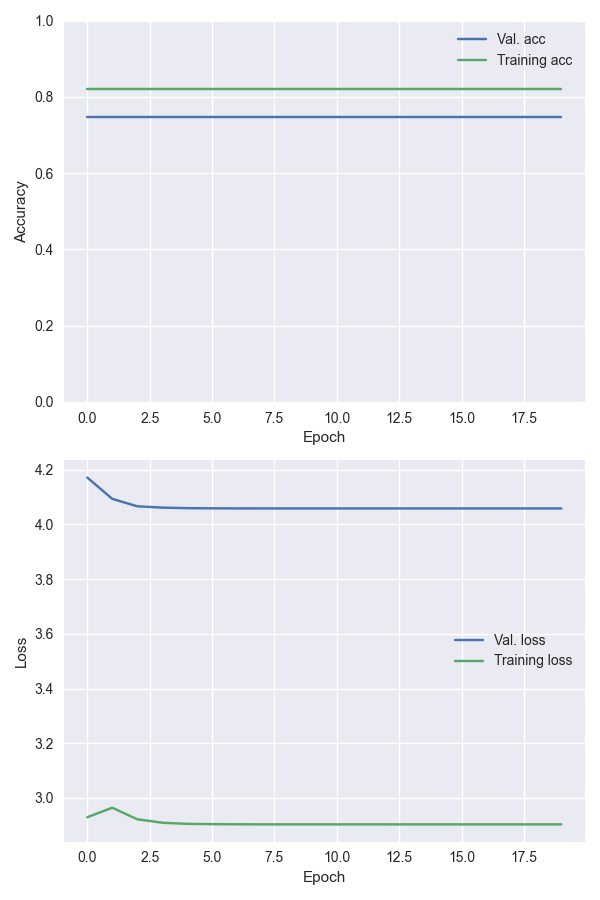 1.0
Val. acc
Training acc
0.8
0.6
Accuracy
0.4
0.2
0.0
0.0 2.5 5.0 7.5 10.0 12.5 15.0 17.5
Epoch
4.2
4.0
3.8
3.6
Val. loss
Loss
Training loss
3.4
3.2
3.0
0.0 2.5 5.0 7.5 10.0 12.5 15.0 17.5
Epoch